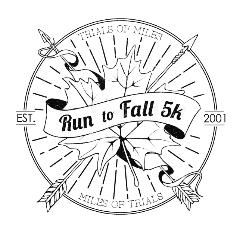 TRIALS OF MILES
Run to Fall 5k
EST. 2001
MILES OF TRIALS